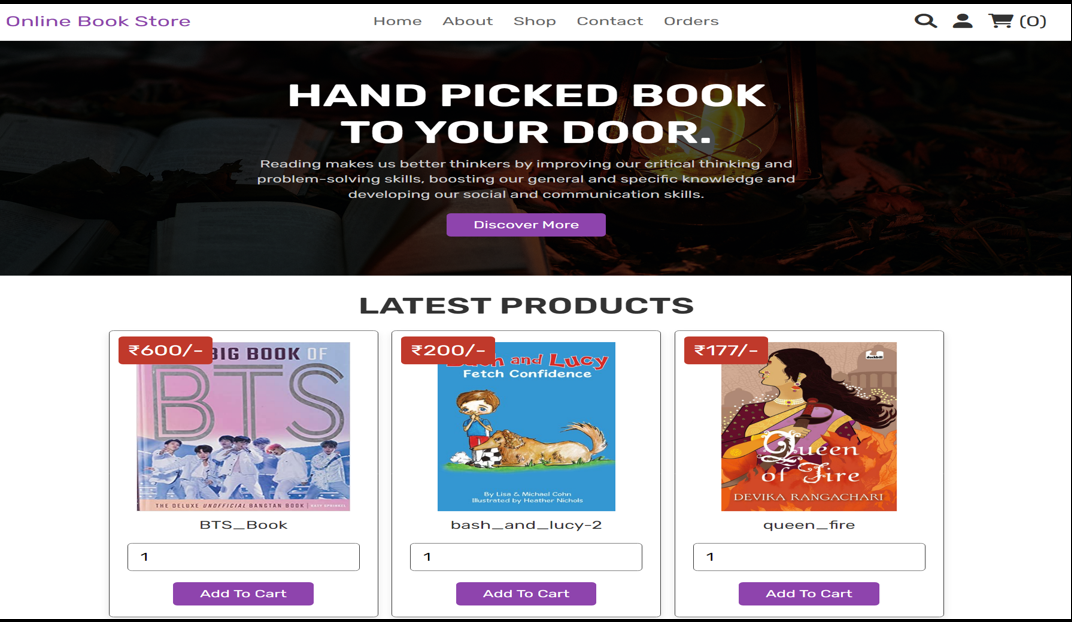 Online Book Store
Home About Shop Contact Orders
(0)
HAND PICKED BOOK
TO YOUR DOOR.
Reading makes us better thinkers by improving our critical thinking and
problem-solving skills, boosting our general and specific knowledge and
developing our social and communication skills.
Discover More
LATEST PRODUCTS
₹600/-
BIG BOOK OF
BTS
THE DELUXE UNOFFICIAL BANGTAN BOOK
BTS_Book
1
Add To Cart
₹200/-
and Lucy
Fetch Confidence
By Lisa & Michael Cohn
Illustrated by Heather Nichols
bash_and_lucy-2
1
Add To Cart
₹177/-
Queen
of Fire
DEVIKA RANGACHARI
queen_fire
1
Add To Cart